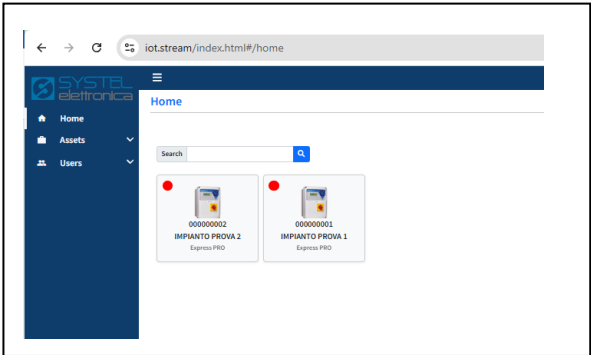 iot.stream/index.html#/home
SYSTEL
elettronica
Home
Home
Assets
Users
Search
000000002
IMPIANTO PROVA 2
Express PRO
000000001
IMPIANTO PROVA 1
Express PRO